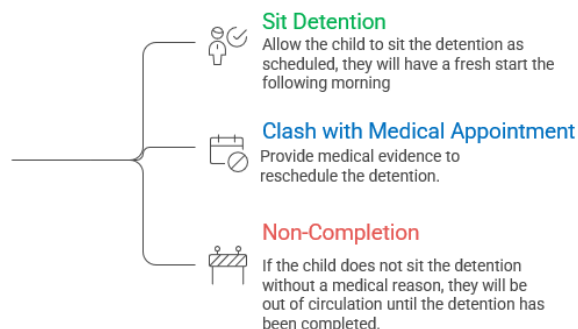 Sit Detention
Allow the child to sit the detention as
scheduled, they will have a fresh start the
following morning
Clash with Medical Appointment
Provide medical evidence to
reschedule the detention.
Non-Completion
If the child does not sit the detention
without a medical reason, they will be
out of circulation until the detention has
been completed.